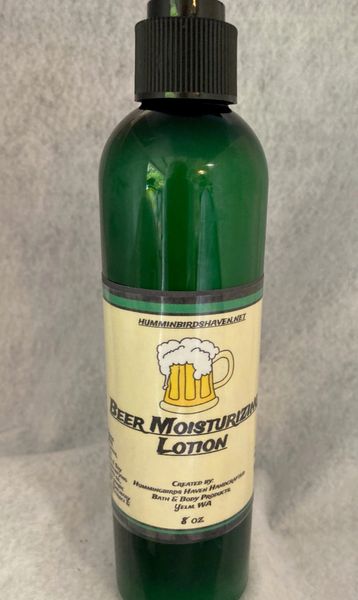 HUMMINBIRDSHAVEN.NET
BEER MOISTURIZING
LOTION
CREATED BY
HUMMINGBIRDS HAVEN HANDCRAFTED
BATH & BODY PRODUCTS
YELM, WA
8 OZ